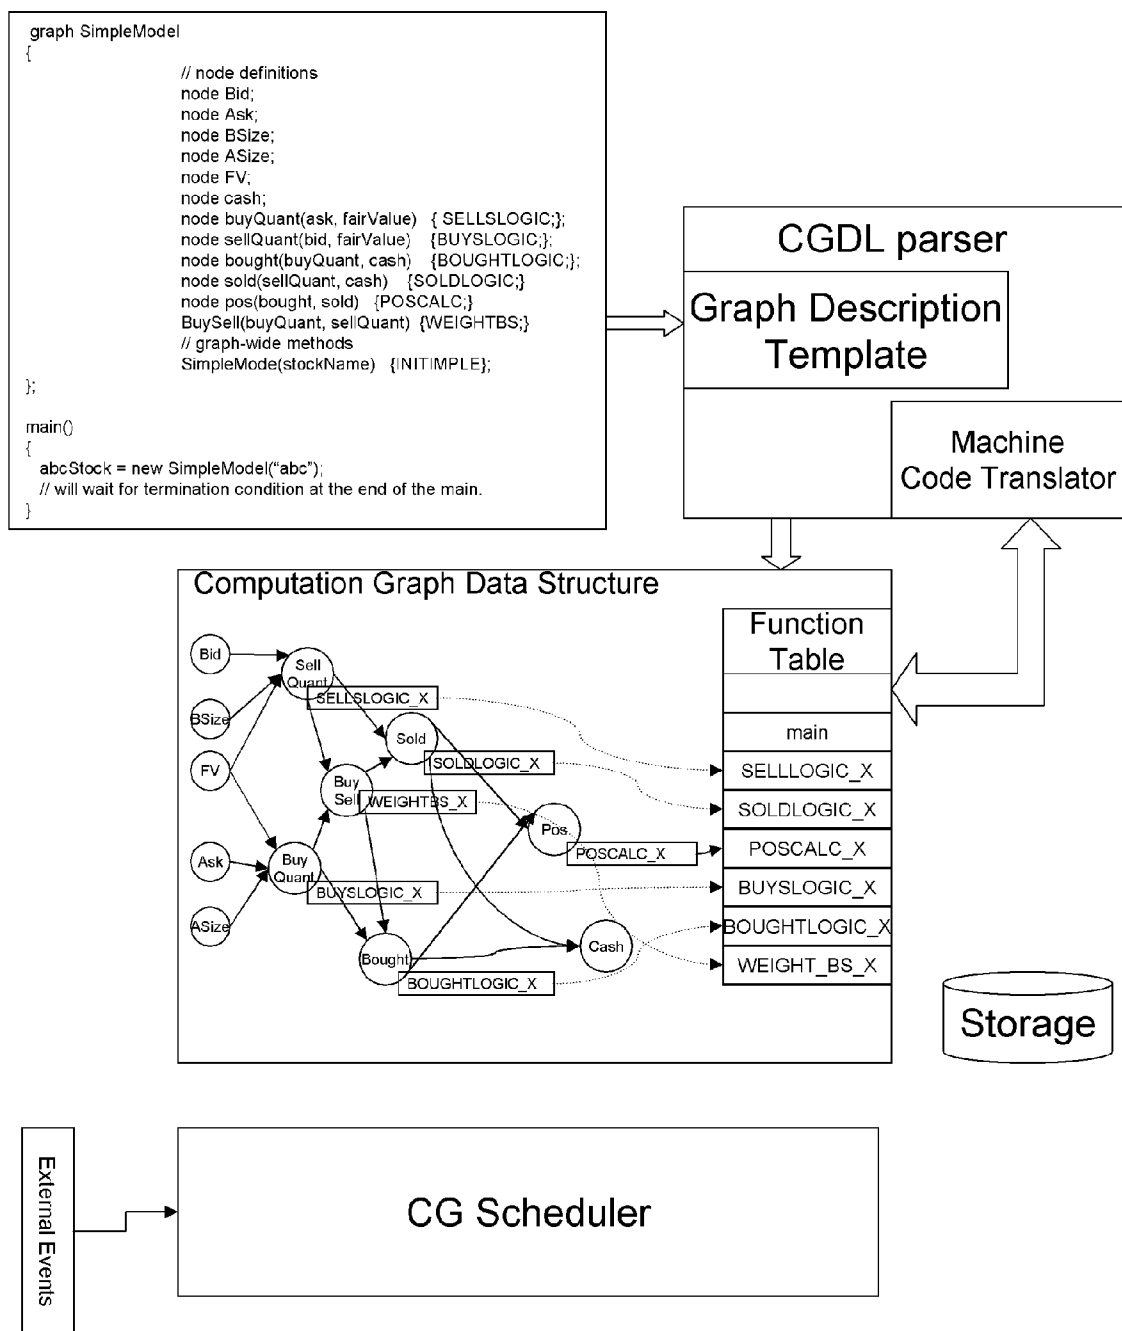 graph SimpleModel
{
// node definitions
node Bid;
node Ask;
node BSize;
node ASize;
node FV;
node cash;
node buyQuant(ask, fairValue) { SELLSLOGIC;};
node sellQuant(bid, fairValue) {BUYSLOGIC;};
node bought(buyQuant, cash) {BOUGHTLOGIC;};
node sold(sellQuant, cash) {SOLDLOGIC;}
node pos(bought, sold) {POSCALC;}
BuySell(buyQuant, sellQuant) {WEIGHTBS;}
// graph-wide methods
SimpleMode(stockName) {INITIMPLE};
};
main()
{
abcStock = new SimpleModel("abc");
// will wait for termination condition at the end of the main.
}
CGDL parser
Graph Description
Template
Machine
Code Translator
Computation Graph Data Structure
Function
Table
main
SELLLOGIC_X
SOLDLOGIC_X
POSCALC_X
BUYSLOGIC_X
BOUGHTLOGIC_X
WEIGHT_BS_X
Bid
BSize
FV
Ask
ASize
Sell
Quant
SELLSLOGIC_X
Sold
SOLDLOGIC_X
Buy
Sell
WEIGHTBS_X
Pos
POSCALC_X
Buy
Quant
BUYSLOGIC_X
Bought
BOUGHTLOGIC_X
Cash
Storage
External Events
CG Scheduler